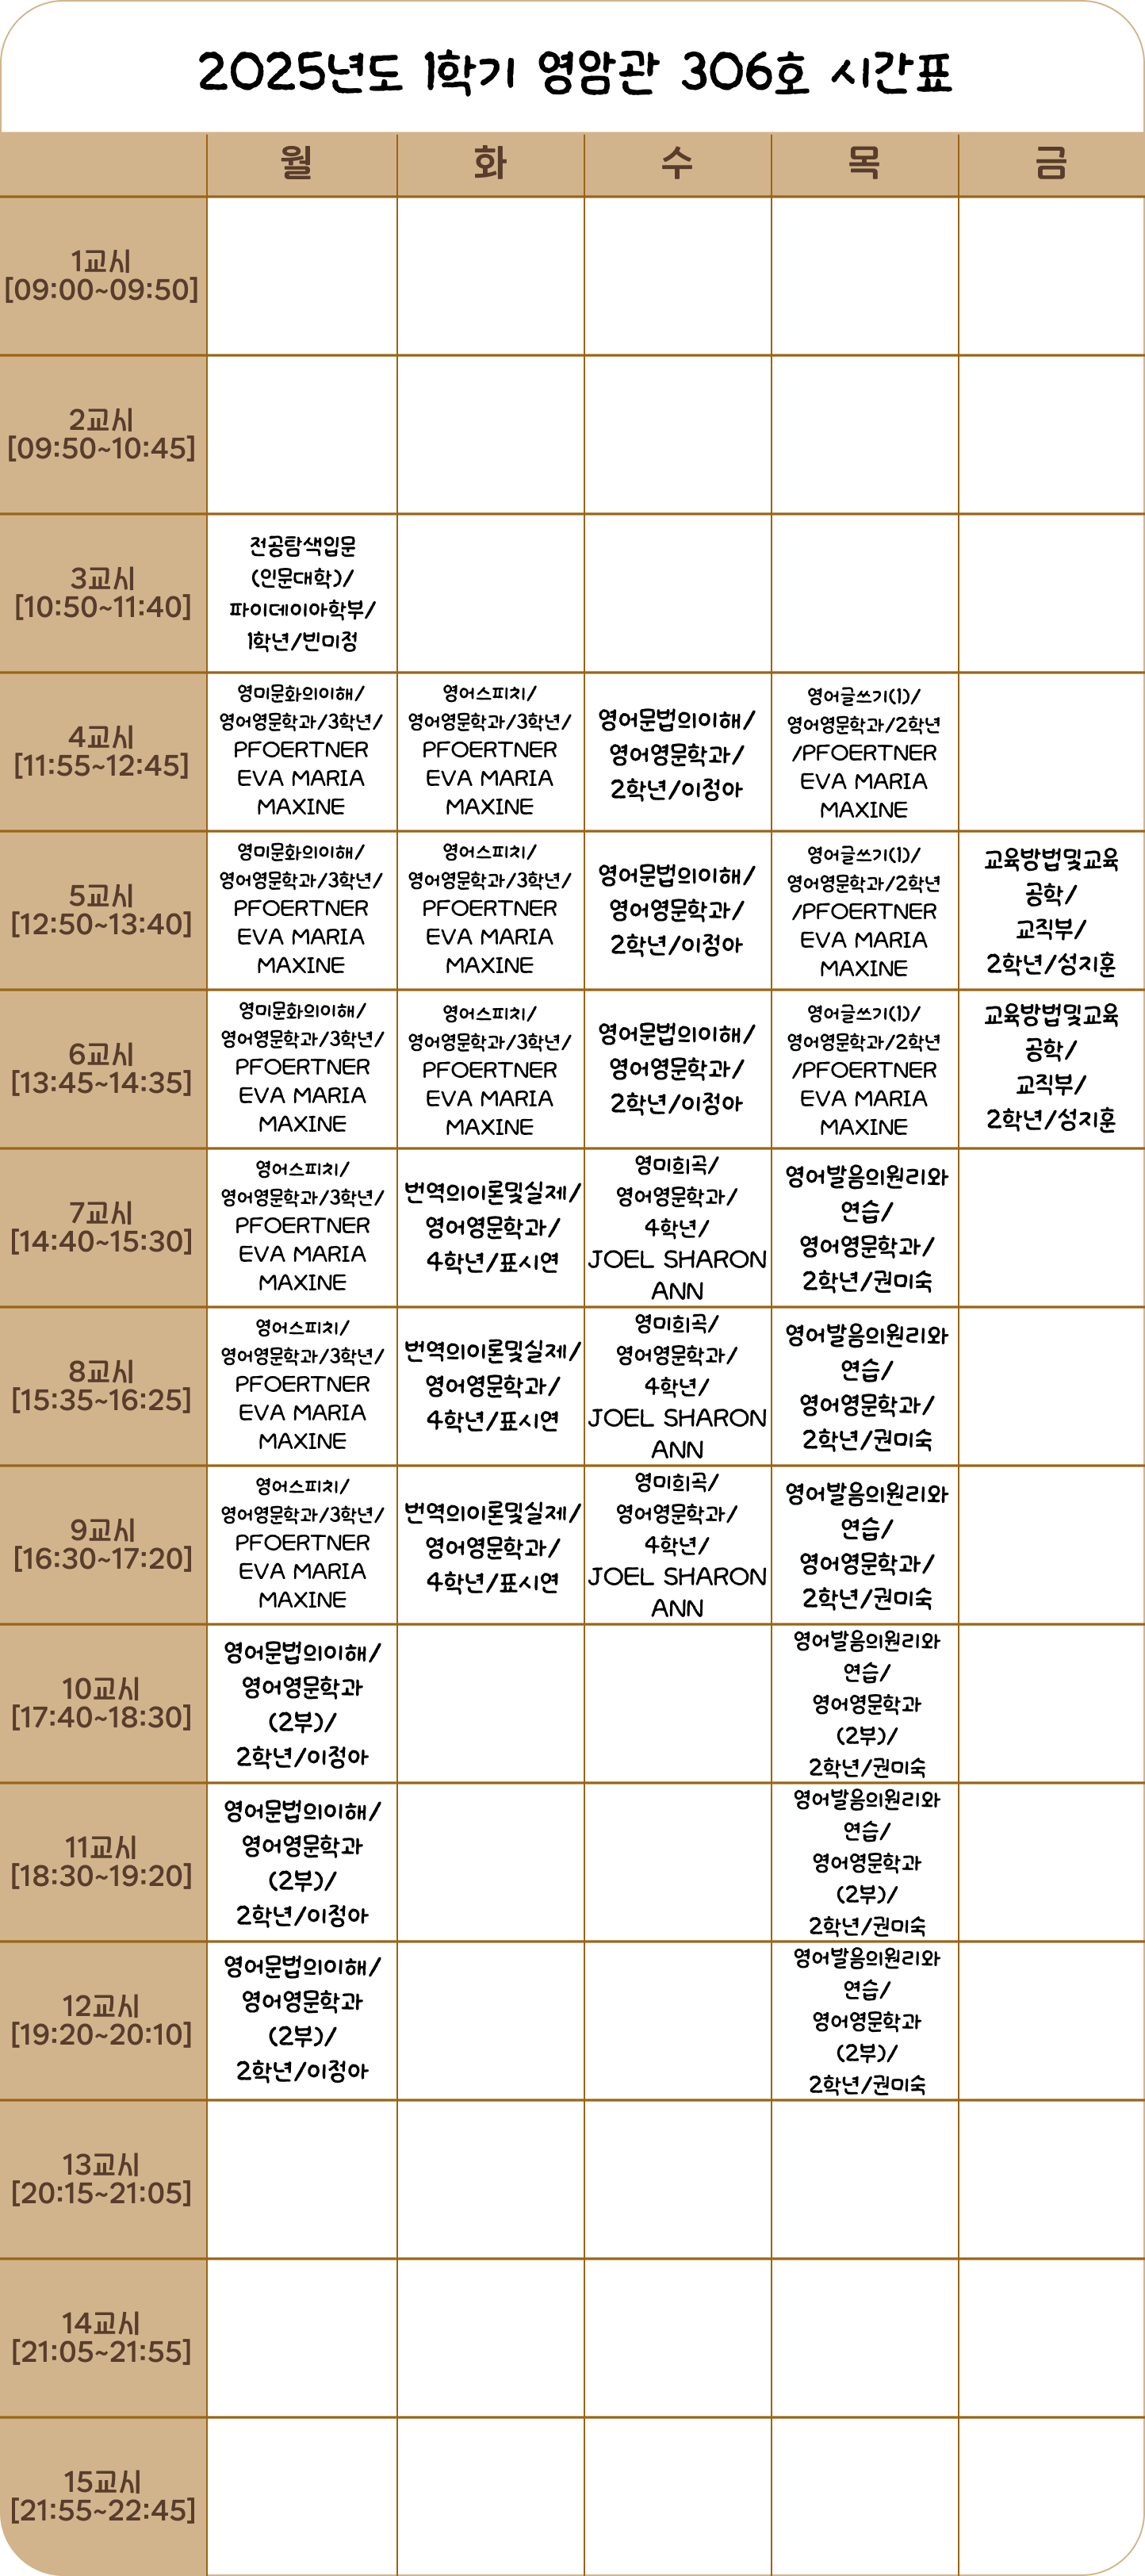 2025년도 1학기 영암관 306호 시간표
월 화 수 목 금
1교시
[09:00~09:50]
2교시
[09:50~10:45]
3교시
[10:50~11:40]
전공탐색입문
(인문대학)/
파이데이아학부/
1학년/빈미정
4교시
[11:55~12:45]
영미문화의이해/
영어영문학과/3학년/
PFOERTNER
EVA MARIA
MAXINE
영어스피치/
영어영문학과/3학년/
PFOERTNER
EVA MARIA
MAXINE
영어문법의이해/
영어영문학과/
2학년/이정아
영어글쓰기(1)/
영어영문학과/2학년
/PFOERTNER
EVA MARIA
MAXINE
5교시
[12:50~13:40]
영미문화의이해/
영어영문학과/3학년/
PFOERTNER
EVA MARIA
MAXINE
영어스피치/
영어영문학과/3학년/
PFOERTNER
EVA MARIA
MAXINE
영어문법의이해/
영어영문학과/
2학년/이정아
영어글쓰기(1)/
영어영문학과/2학년
/PFOERTNER
EVA MARIA
MAXINE
교육방법및교육
공학/
교직부/
2학년/성지훈
6교시
[13:45~14:35]
영미문화의이해/
영어영문학과/3학년/
PFOERTNER
EVA MARIA
MAXINE
영어스피치/
영어영문학과/3학년/
PFOERTNER
EVA MARIA
MAXINE
영어문법의이해/
영어영문학과/
2학년/이정아
영어글쓰기(1)/
영어영문학과/2학년
/PFOERTNER
EVA MARIA
MAXINE
교육방법및교육
공학/
교직부/
2학년/성지훈
7교시
[14:40~15:30]
영어스피치/
영어영문학과/3학년/
PFOERTNER
EVA MARIA
MAXINE
번역의이론및실제/
영어영문학과/
4학년/표시연
영미희곡/
영어영문학과/
4학년/
JOEL SHARON
ANN
영어발음의원리와
연습/
영어영문학과/
2학년/권미숙
8교시
[15:35~16:25]
영어스피치/
영어영문학과/3학년/
PFOERTNER
EVA MARIA
MAXINE
번역의이론및실제/
영어영문학과/
4학년/표시연
영미희곡/
영어영문학과/
4학년/
JOEL SHARON
ANN
영어발음의원리와
연습/
영어영문학과/
2학년/권미숙
9교시
[16:30~17:20]
영어스피치/
영어영문학과/3학년/
PFOERTNER
EVA MARIA
MAXINE
번역의이론및실제/
영어영문학과/
4학년/표시연
영미희곡/
영어영문학과/
4학년/
JOEL SHARON
ANN
영어발음의원리와
연습/
영어영문학과/
2학년/권미숙
10교시
[17:40~18:30]
영어문법의이해/
영어영문학과
(2부)/
2학년/이정아
영어발음의원리와
연습/
영어영문학과
(2부)/
2학년/권미숙
11교시
[18:30~19:20]
영어문법의이해/
영어영문학과
(2부)/
2학년/이정아
영어발음의원리와
연습/
영어영문학과
(2부)/
2학년/권미숙
12교시
[19:20~20:10]
영어문법의이해/
영어영문학과
(2부)/
2학년/이정아
영어발음의원리와
연습/
영어영문학과
(2부)/
2학년/권미숙
13교시
[20:15~21:05]
14교시
[21:05~21:55]
15교시
[21:55~22:45]